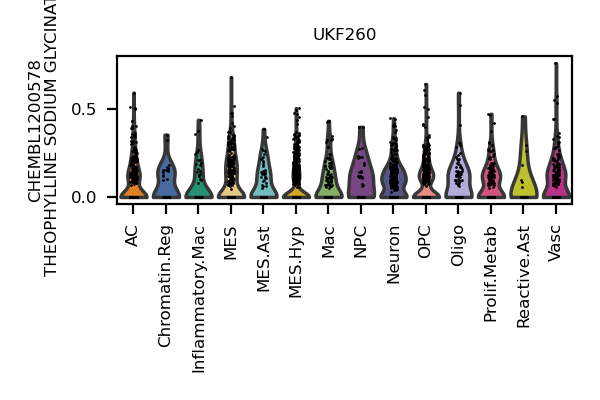 UKF260
CHEMBL1200578
THEOPHYLLINE SODIUM GLYCINAT
0.5
0.0
AC
Chromatin.Reg
Inflammatory.Mac
MES
MES.Ast
MES.Hyp
Mac
NPC
Neuron
OPC
Oligo
Prolif.Metab
Reactive.Ast
Vasc